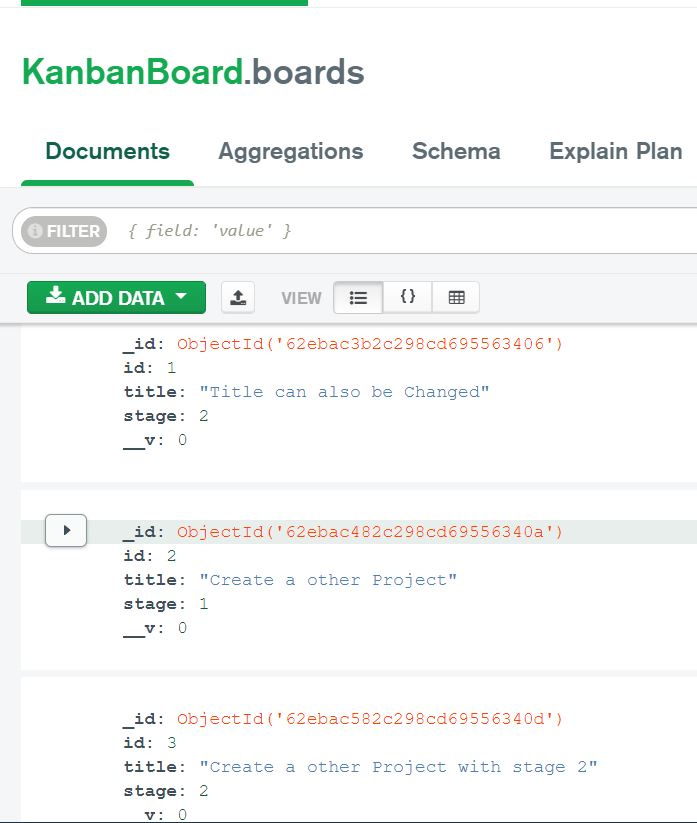 KanbanBoard.boards
Documents Aggregations Schema Explain Plan
FILTER { field: 'value' }
ADD DATA VIEW {}
_id: ObjectId('62ebac3b2c298cd695563406')
id: 1
title: "Title can also be Changed"
stage: 2
__v: 0
_id: ObjectId('62ebac482c298cd69556340a')
id: 2
title: "Create a other Project"
stage: 1
__v: 0
_id: ObjectId('62ebac582c298cd69556340d')
id: 3
title: "Create a other Project with stage 2"
stage: 2
__v: 0